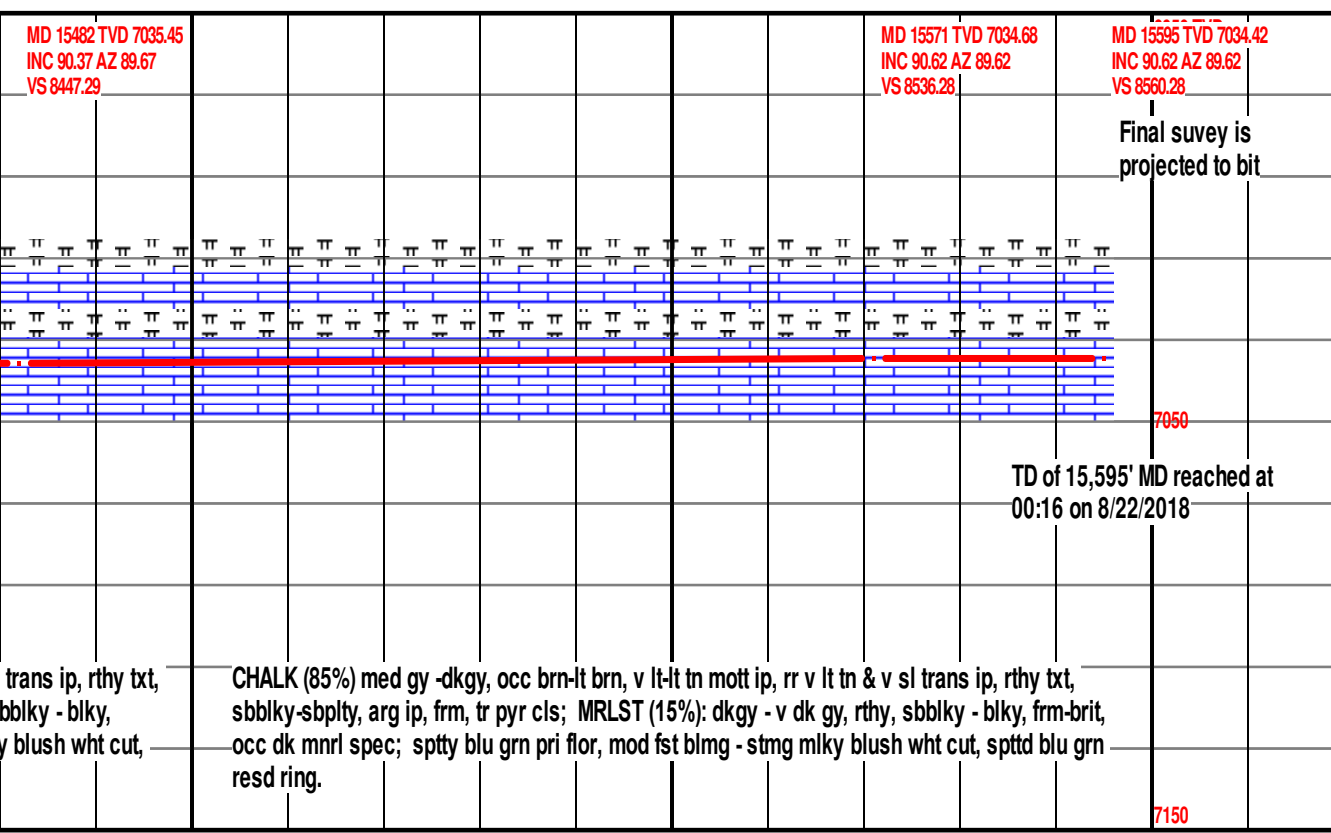 MD 15482 TVD 7035.45
INC 90.37 AZ 89.67
VS 8447.29
MD 15571 TVD 7034.68
INC 90.62 AZ 89.62
VS 8536.28
MD 15595 TVD 7034.42
INC 90.62 AZ 89.62
VS 8560.28
Final suvey is
projected to bit
7050
TD of 15,595' MD reached at
00:16 on 8/22/2018
trans ip, rthy txt,
bblky - blky,
y blush wht cut,
CHALK (85%) med gy -dkgy, occ brn-lt brn, v lt-lt tn mott ip, rr v lt tn & v sl trans ip, rthy txt,
sbblky-sbplty, arg ip, frm, tr pyr cls; MRLST (15%): dkgy - v dk gy, rthy, sbblky - blky, frm-brit,
occ dk mnrl spec; sptty blu grn pri flor, mod fst blmg - stmg mlky blush wht cut, spttd blu grn
resd ring.
7150